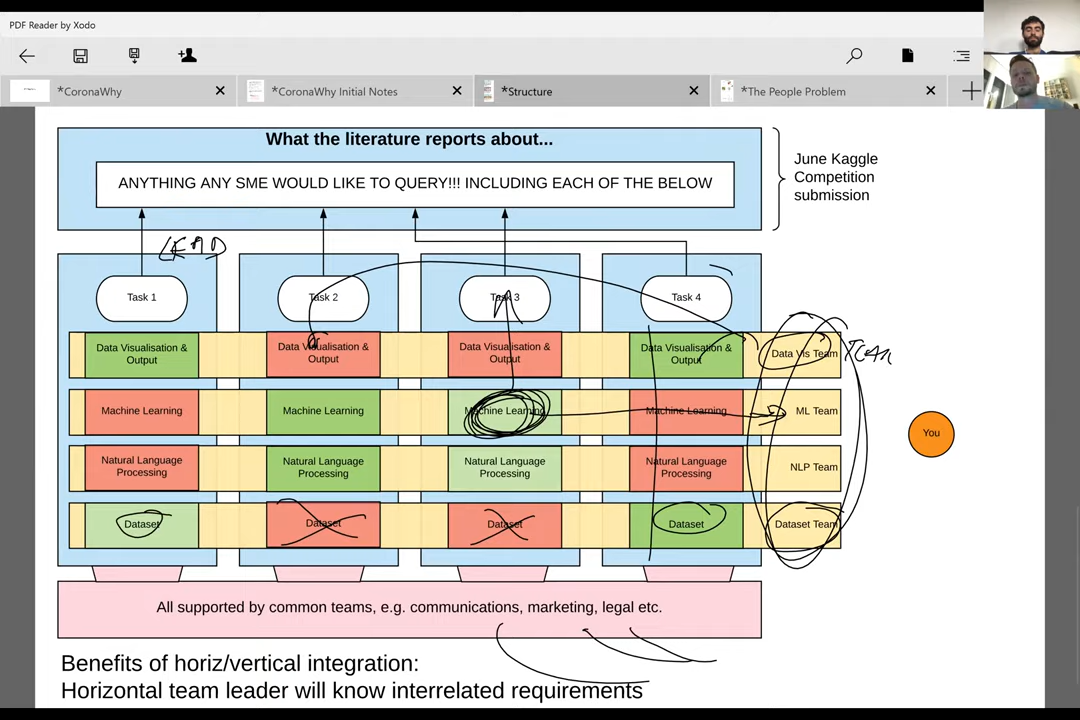 PDF Reader by Xodo
*CoronaWhy
*CoronaWhy Initial Notes
*Structure
*The People Problem
What the literature reports about...
ANYTHING ANY SME WOULD LIKE TO QUERY!!! INCLUDING EACH OF THE BELOW
June Kaggle
Competition
submission
LEAD
Task 1
Task 2
Task 3
Task 4
Data Visualisation &
Output
Data Visualisation &
Output
Data Visualisation &
Output
Data Visualisation &
Output
Data Vis Team
TEAM
Machine Learning
Machine Learning
Machine Learning
Machine Learning
ML Team
You
Natural Language
Processing
Natural Language
Processing
Natural Language
Processing
Natural Language
Processing
NLP Team
Dataset
Dataset
Dataset
Dataset
Dataset Team
All supported by common teams, e.g. communications, marketing, legal etc.
Benefits of horiz/vertical integration:
Horizontal team leader will know interrelated requirements